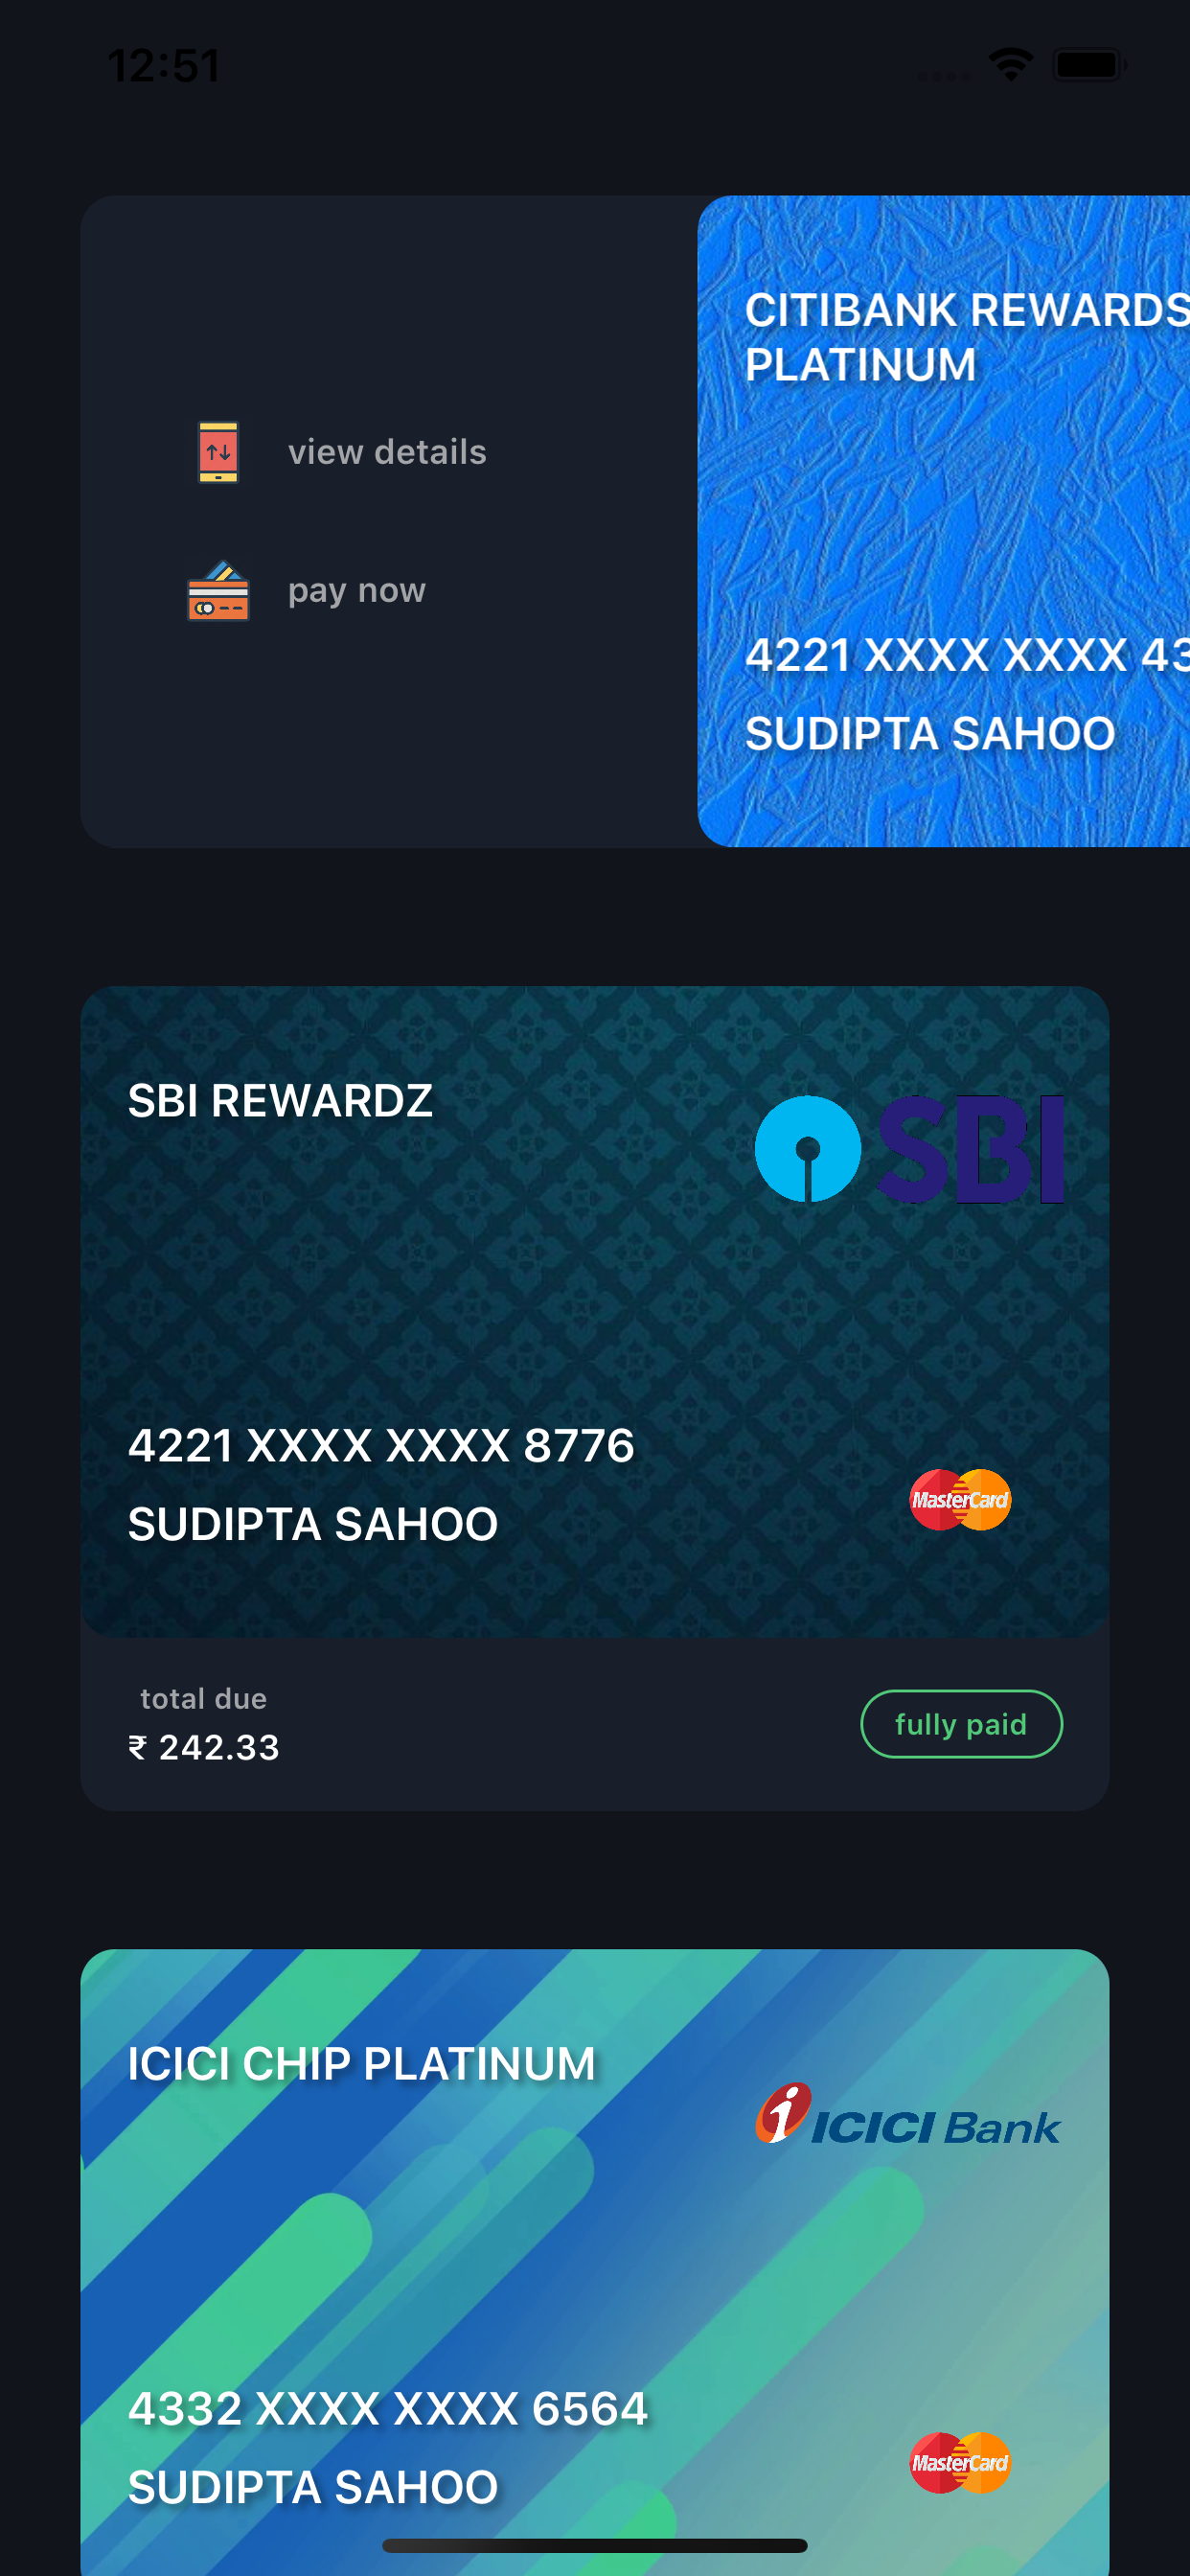 12:51
CITIBANK REWARDS
PLATINUM
view details
pay now
4221 XXXX XXXX 43
SUDIPTA SAHOO
SBI REWARDZ
SBI
4221 XXXX XXXX 8776
MasterCard
SUDIPTA SAHOO
total due
₹ 242.33
fully paid
ICICI CHIP PLATINUM
i ICICI Bank
4332 XXXX XXXX 6564
MasterCard
SUDIPTA SAHOO